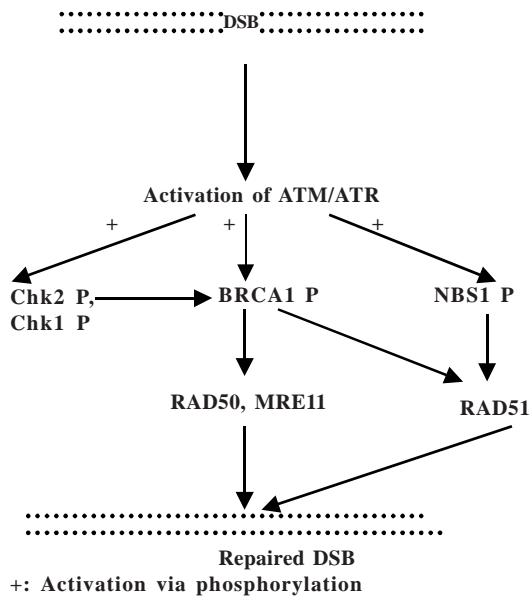 DSB
Activation of ATM/ATR
+ + +
Chk2 P,
Chk1 P
BRCA1 P
NBS1 P
RAD50, MRE11
RAD51
Repaired DSB
+: Activation via phosphorylation